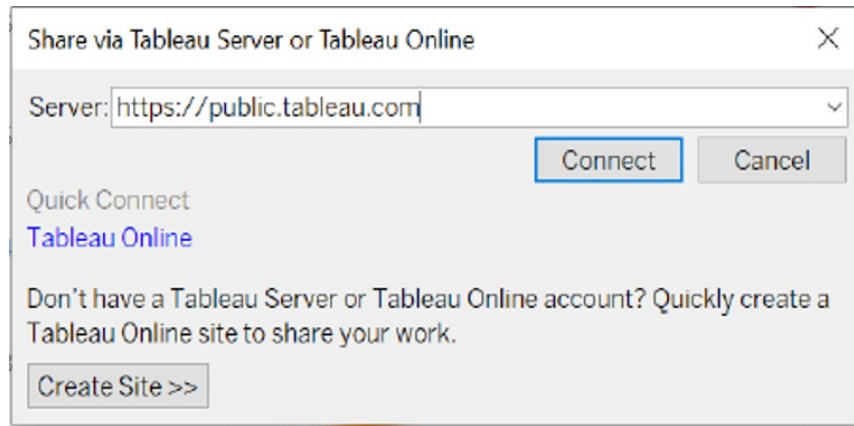 Share via Tableau Server or Tableau Online
Server: https://public.tableau.com
Connect
Cancel
Quick Connect
Tableau Online
Don't have a Tableau Server or Tableau Online account? Quickly create a
Tableau Online site to share your work.
Create Site >>